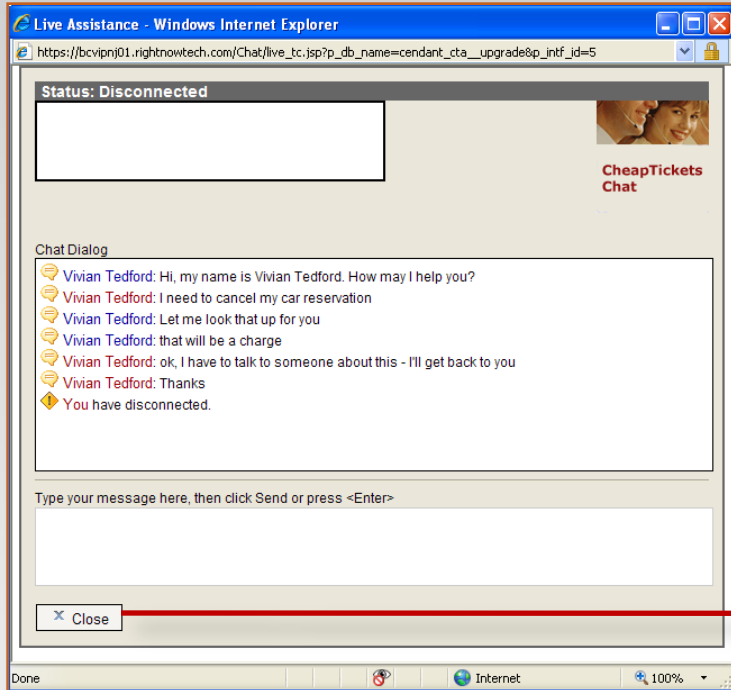 Live Assistance - Windows Internet Explorer
https://bcvipnj01.rightnowtech.com/Chat/live_tc.jsp?p_db_name=cendant_cta__upgrade&p_intf_id=5
Status: Disconnected
CheapTickets
Chat
Chat Dialog
Vivian Tedford: Hi, my name is Vivian Tedford. How may I help you?
Vivian Tedford: I need to cancel my car reservation
Vivian Tedford: Let me look that up for you
Vivian Tedford: that will be a charge
Vivian Tedford: ok, I have to talk to someone about this - I'll get back to you
Vivian Tedford: Thanks
You have disconnected.
Type your message here, then click Send or press <Enter>
Close
Done
Internet
100%